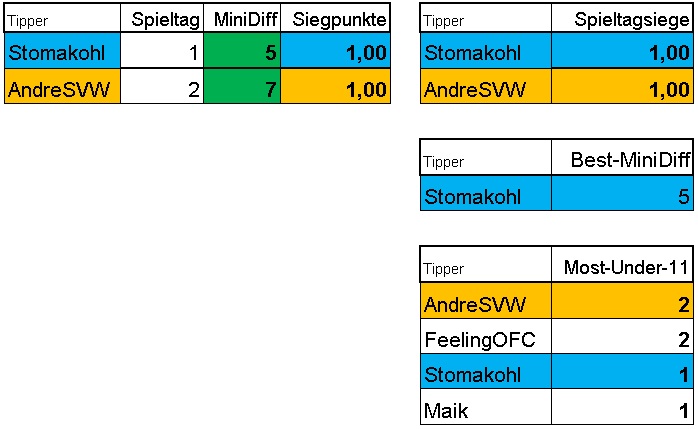 Tipper Spieltag MiniDiff Siegpunkte
Stomakohl 1 5 1,00
AndreSVW 2 7 1,00
Tipper Spieltagsiege
Stomakohl 1,00
AndreSVW 1,00
Tipper Best-MiniDiff
Stomakohl 5
Tipper Most-Under-11
AndreSVW 2
FeelingOFC 2
Stomakohl 1
Maik 1